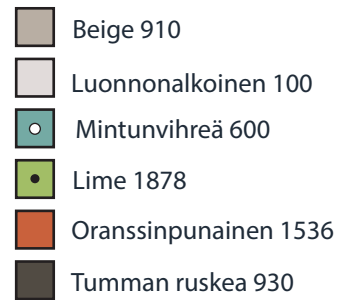 Beige 910
Luonnonalkoinen 100
Mintunvihreä 600
Lime 1878
Oranssinpunainen 1536
Tumman ruskea 930